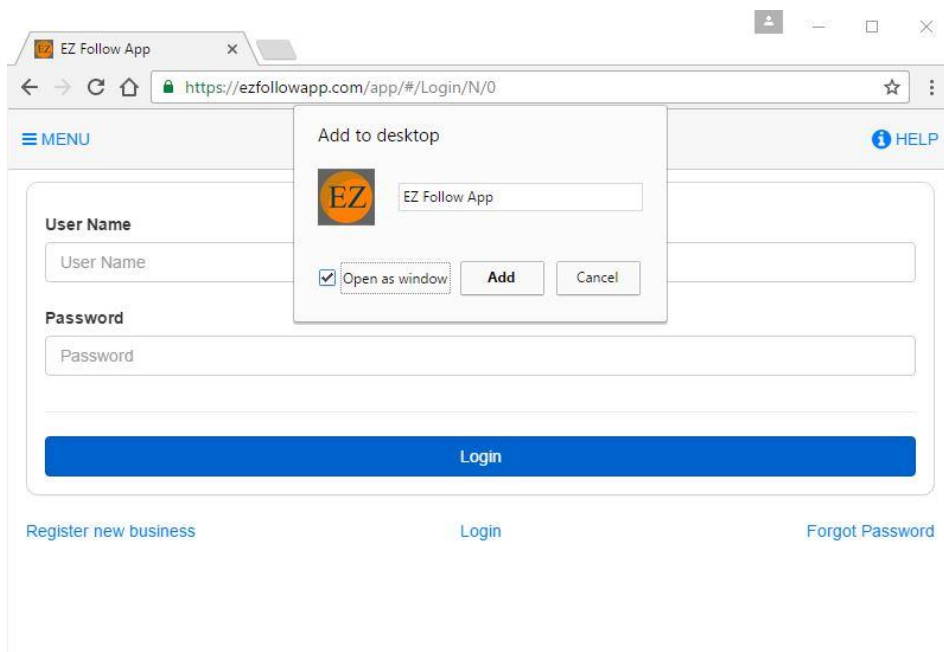 EZ EZ Follow App
https://ezfollowapp.com/app/#/Login/N/0
MENU
HELP
Add to desktop
EZ
EZ Follow App
Open as window
Add
Cancel
User Name
User Name
Password
Password
Login
Register new business
Login
Forgot Password